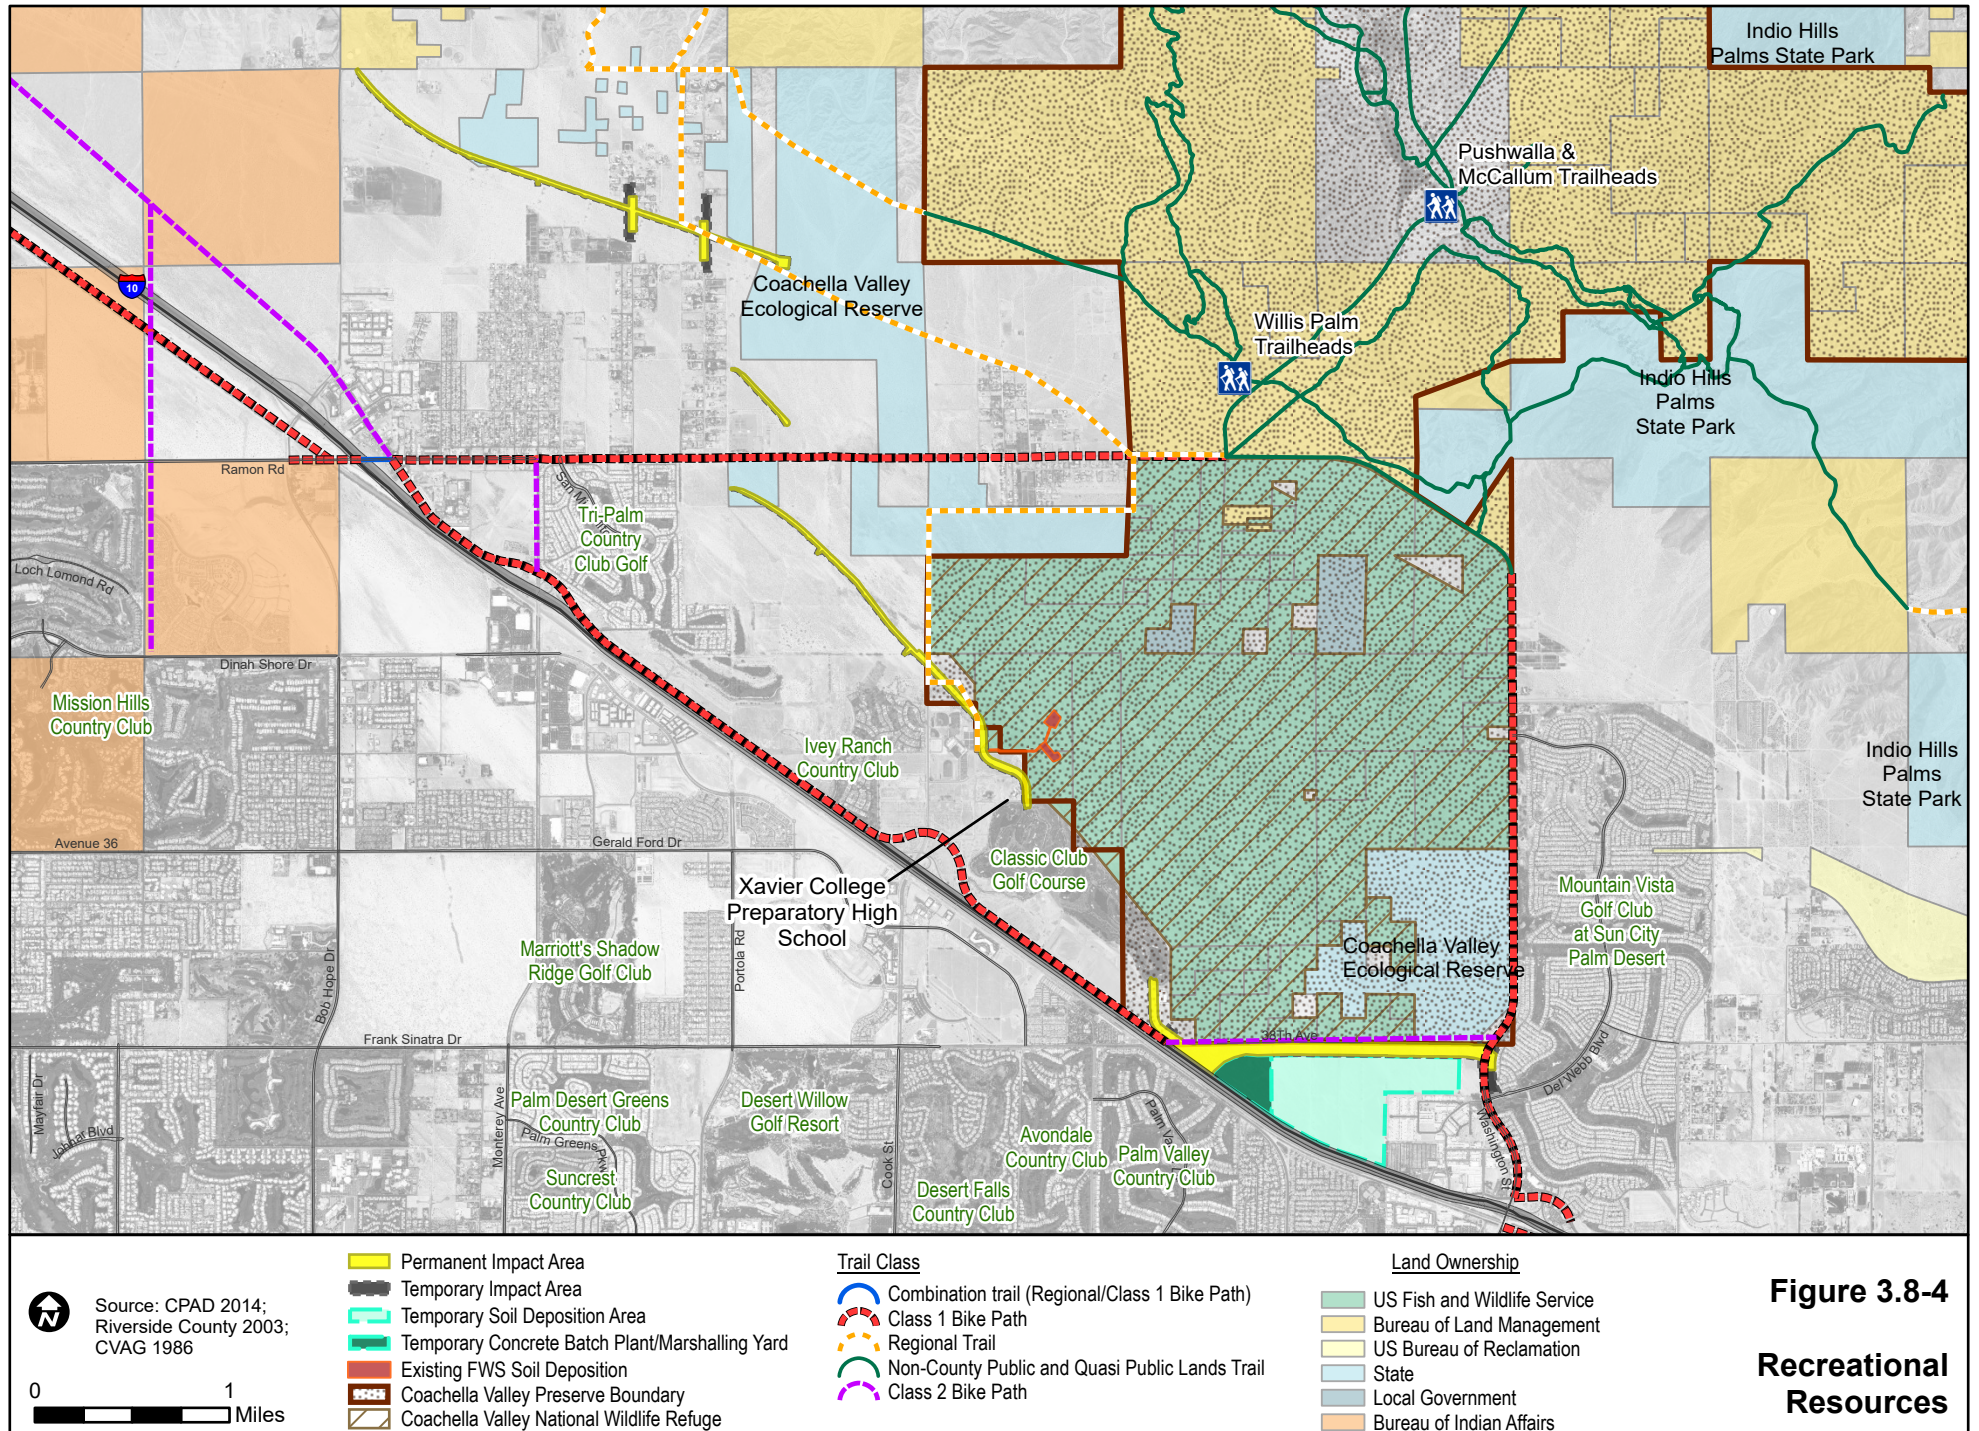 Indio Hills
Palms State Park
Pushwalla &
McCallum Trailheads
10
Coachella Valley
Ecological Reserve
Willis Palm
Trailheads
Indio Hills
Palms
State Park
Ramon Rd
Tri-Palm
Country
Club Golf
Loch Lomond Rd
Dinah Shore Dr
Mission Hills
Country Club
Ivey Ranch
Country Club
Indio Hills
Palms
State Park
Avenue 36
Gerald Ford Dr
Classic Club
Golf Course
Xavier College
Preparatory High
School
Mountain Vista
Golf Club
at Sun City
Palm Desert
Marriott's Shadow
Ridge Golf Club
Portola Rd
Bob Hope Dr
Coachella Valley
Ecological Reserve
Frank Sinatra Dr
38Th Ave
Del Webb Blvd
Mayfair Dr
Johnar Blvd
Monterey Ave
Palm Desert Greens
Country Club
Palm Greens Pkwy
Suncrest
Country Club
Desert Willow
Golf Resort
Cook St
Avondale
Country Club
Palm Valley
Country Club
Desert Falls
Country Club
Washington St
Source: CPAD 2014;
Riverside County 2003;
CVAG 1986
0 1
Miles
N
Permanent Impact Area
Temporary Impact Area
Temporary Soil Deposition Area
Temporary Concrete Batch Plant/Marshalling Yard
Existing FWS Soil Deposition
Coachella Valley Preserve Boundary
Coachella Valley National Wildlife Refuge
Trail Class
Combination trail (Regional/Class 1 Bike Path)
Class 1 Bike Path
Regional Trail
Non-County Public and Quasi Public Lands Trail
Class 2 Bike Path
Land Ownership
US Fish and Wildlife Service
Bureau of Land Management
US Bureau of Reclamation
State
Local Government
Bureau of Indian Affairs
Figure 3.8-4
Recreational
Resources